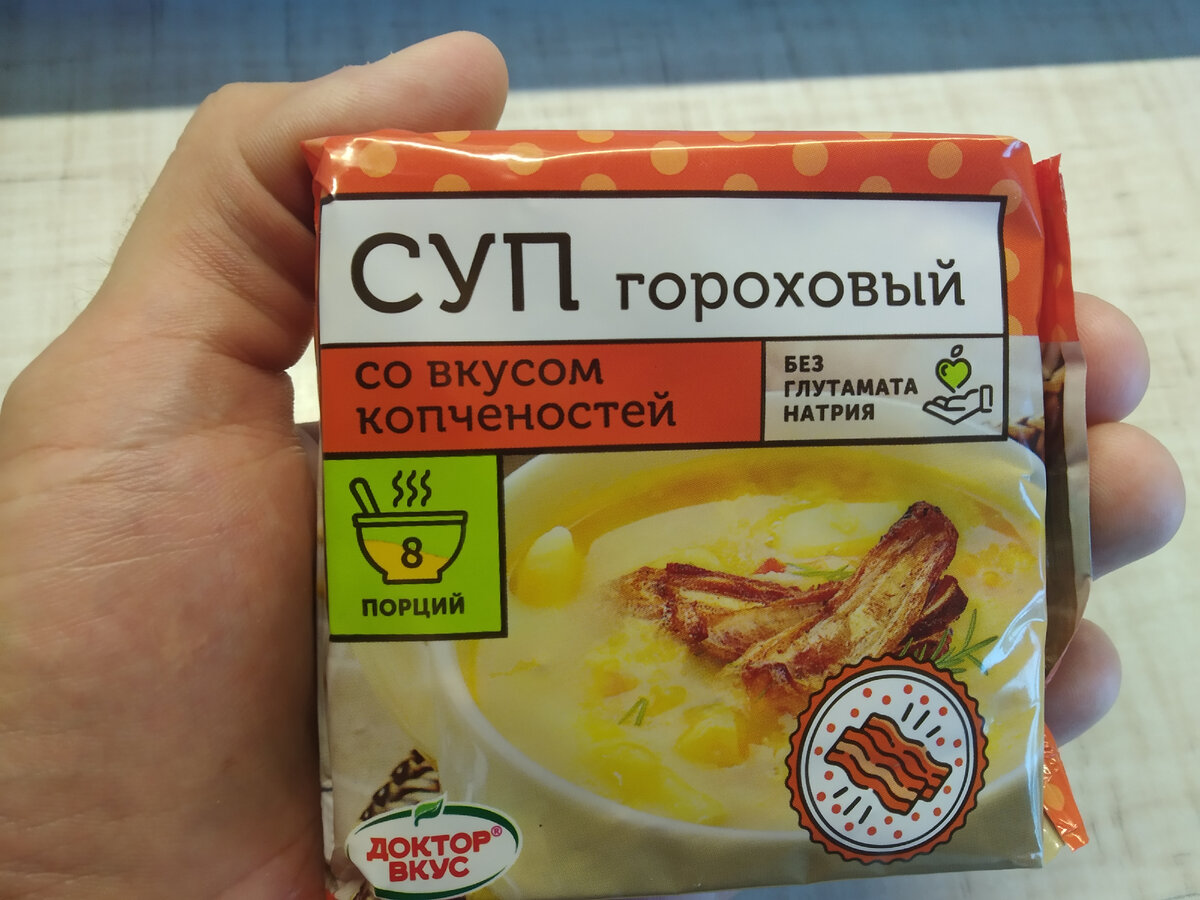 СУП гороховый
со вкусом
копченостей
БЕЗ
ГЛУТАМАТА
НАТРИЯ
8
ПОРЦИЙ
ДОКТОР®
ВКУС